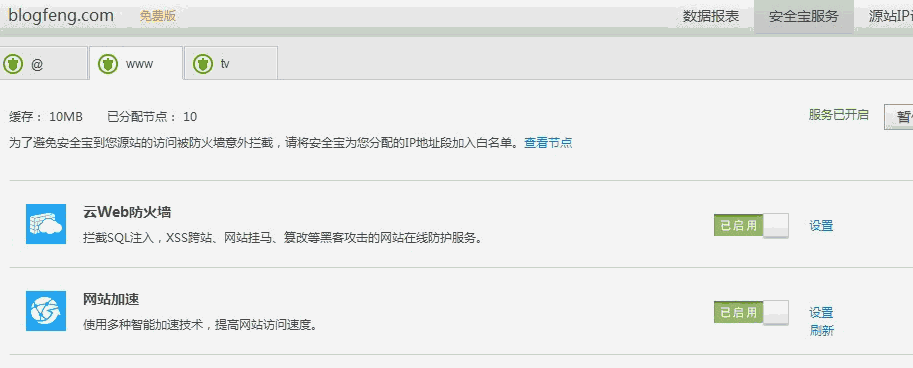 blogfeng.com 免费版 数据报表 安全宝服务 源站IP
@ www tv
缓存： 10MB 已分配节点： 10 服务已开启 暂
为了避免安全宝到您源站的访问被防火墙意外拦截，请将安全宝为您分配的IP地址段加入白名单。查看节点
云Web防火墙
拦截SQL注入，XSS跨站、网站挂马、篡改等黑客攻击的网站在线防护服务。 已启用 设置
网站加速
使用多种智能加速技术，提高网站访问速度。 已启用 设置
刷新